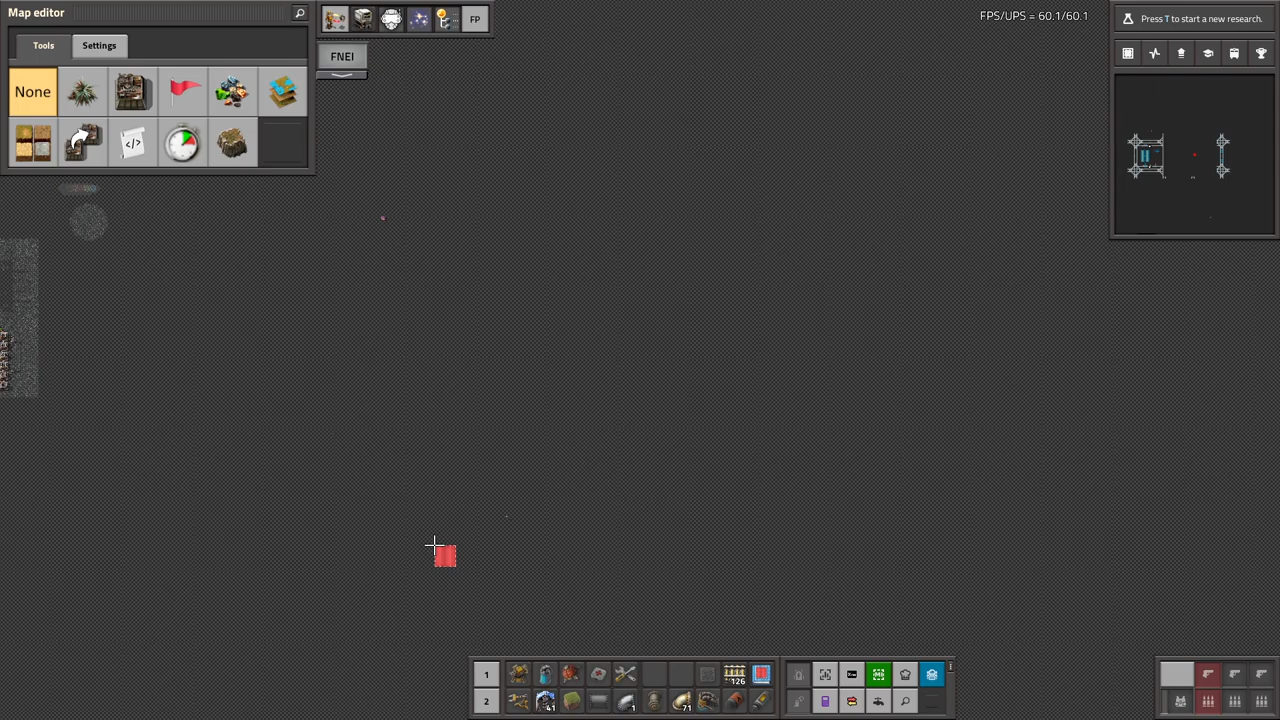 Map editor
Tools
Settings
None
FP
FNEI
FPS/UPS = 60.1/60.1
Press T to start a new research.
</>
1
126
2
41
1
71